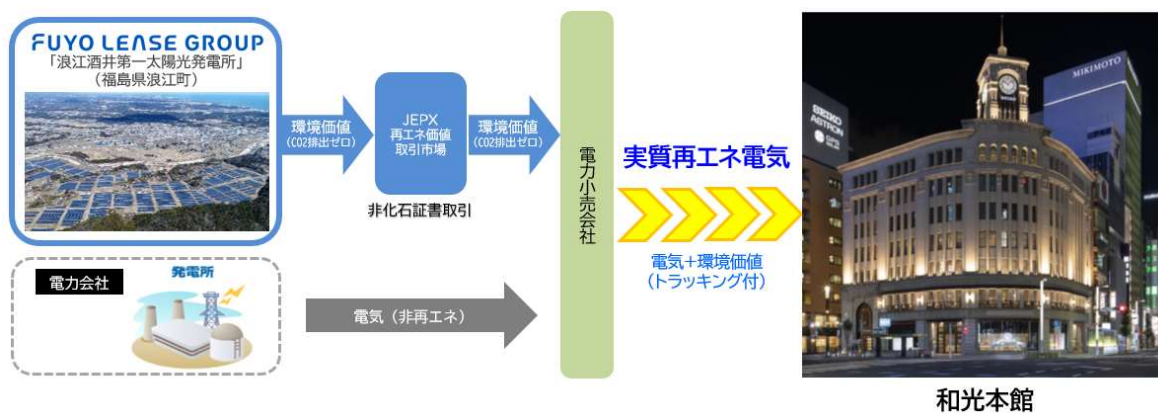 FUYO LEASE GROUP
「浪江酒井第一太陽光発電所」
（福島県浪江町）
環境価値
(CO2排出ゼロ)
JEPX
再エネ価値
取引市場
環境価値
(CO2排出ゼロ)
非化石証書取引
電力小売会社
実質再エネ電気
電気＋環境価値
（トラッキング付）
電力会社
発電所
電気（非再エネ）
SEIKO
ASTRON
MIKIMOTO
和光本館